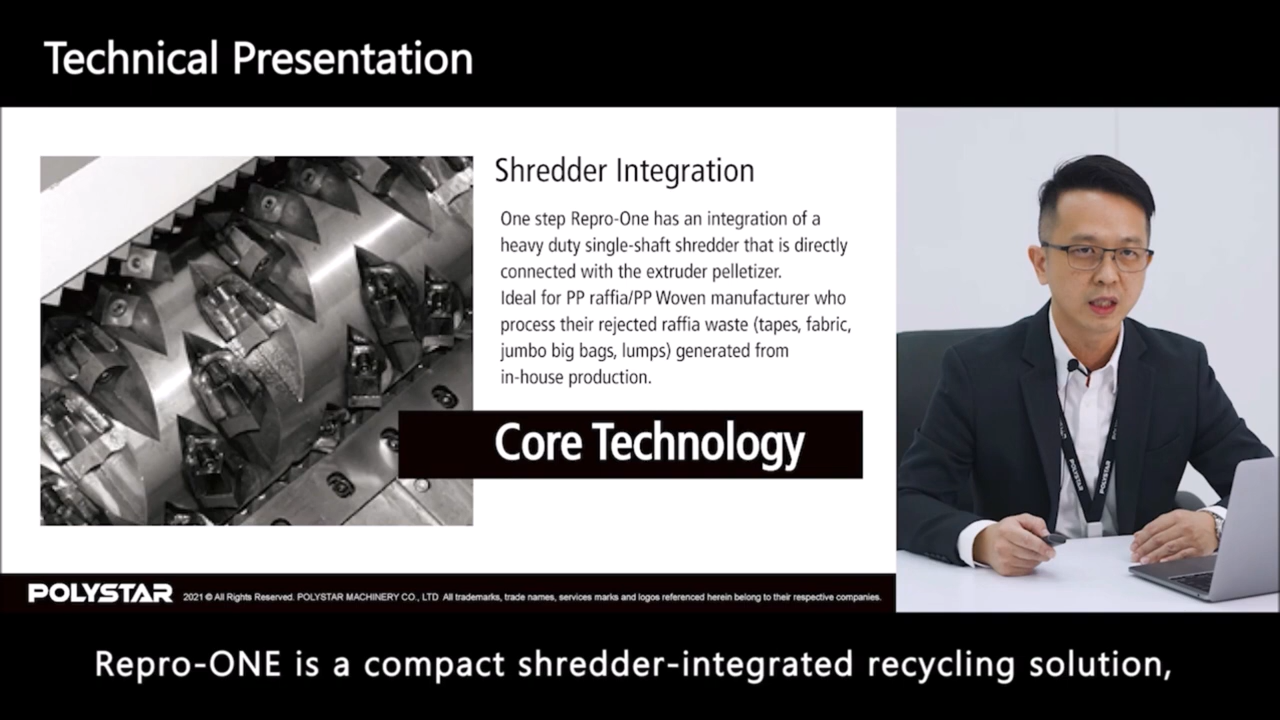 Technical Presentation
Shredder Integration
One step Repro-One has an integration of a
heavy duty single-shaft shredder that is directly
connected with the extruder pelletizer.
Ideal for PP raffia/PP Woven manufacturer who
process their rejected raffia waste (tapes, fabric,
jumbo big bags, lumps) generated from
in-house production.
Core Technology
POLYSTAR
POLYSTAR
POLYSTAR 2021 © All Rights Reserved. POLYSTAR MACHINERY CO., LTD All trademarks, trade names, services marks and logos referenced herein belong to their respective companies.
Repro-ONE is a compact shredder-integrated recycling solution,